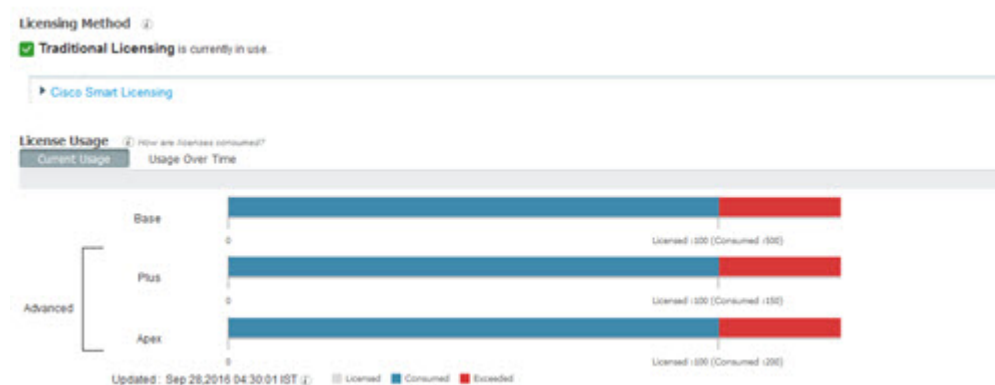 Licensing Method
Traditional Licensing is currently in use.
Cisco Smart Licensing
License Usage How are licenses consumed?
Current Usage Usage Over Time
Base
0 Licensed :100 (Consumed :500)
Plus
0 Licensed :100 (Consumed :150)
Advanced
Apex
0 Licensed :100 (Consumed :200)
Updated : Sep 28,2016 04:30:01 IST Licensed Consumed Exceeded